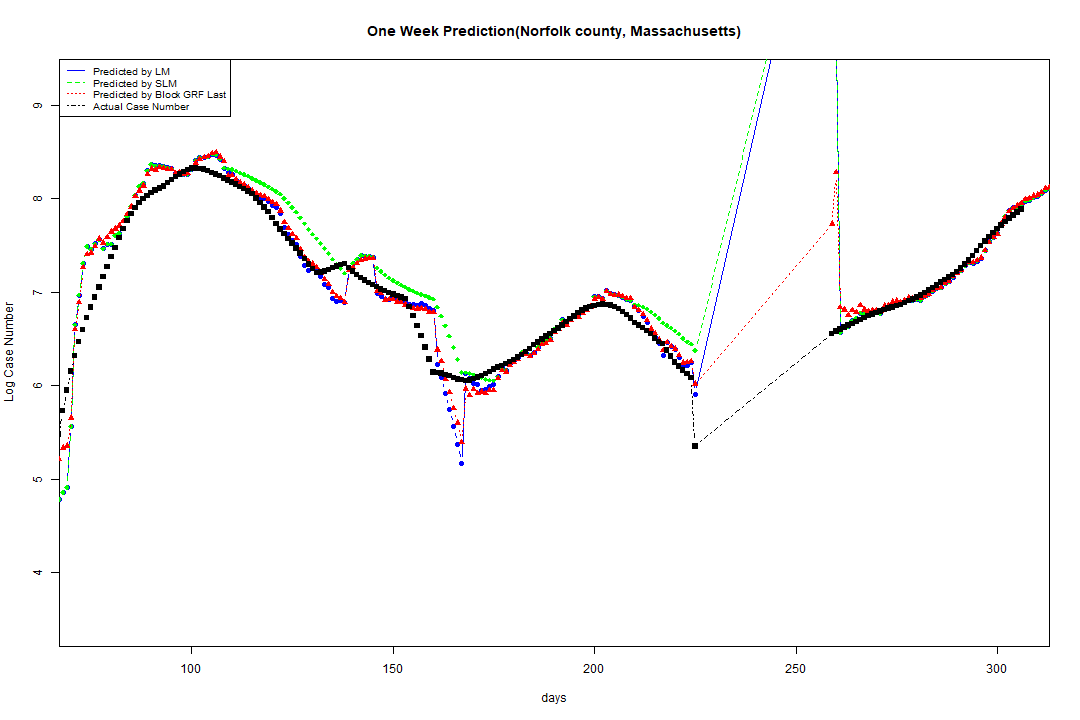 One Week Prediction(Norfolk county, Massachusetts)
Predicted by LM
Predicted by SLM
Predicted by Block GRF Last
Actual Case Number
9
8
7
6
5
4
Log Case Number
100 150 200 250 300
days